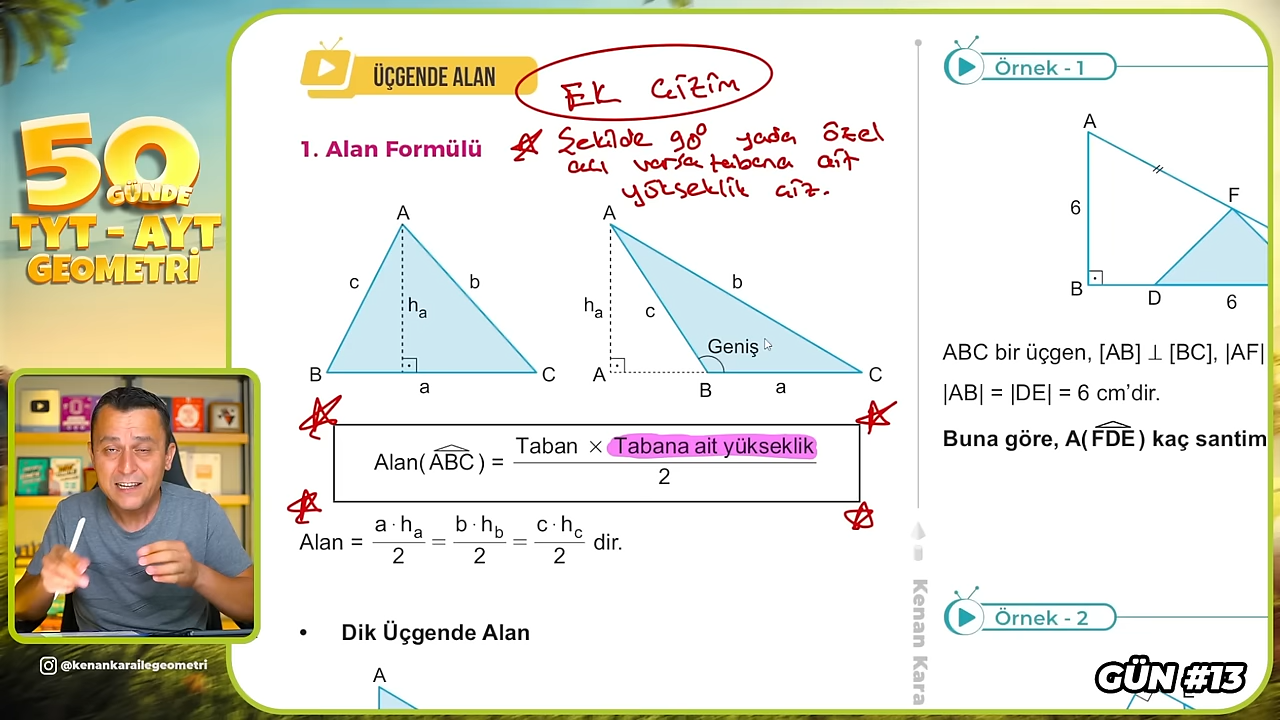 50
GÜNDE
TYT - AYT
GEOMETRİ
@kenankarailegeometri
ÜÇGENDE ALAN
EK ÇİZİM
1. Alan Formülü
Şekilde 90° yada özel
açı varsa tabana ait
yükseklik çiz.
A
c
b
hₐ
B
a
C
A
hₐ
c
b
Geniş
A
B
a
C
Alan(ABC) = Taban × Tabana ait yükseklik / 2
Alan = a · hₐ / 2 = b · h_b / 2 = c · h_c / 2 dir.
• Dik Üçgende Alan
A
Kenan Kara
Örnek - 1
A
6
F
B
D
6
ABC bir üçgen, [AB] ⊥ [BC], |AF|
|AB| = |DE| = 6 cm’dir.
Buna göre, A(FDE) kaç santim
Örnek - 2
GÜN #13